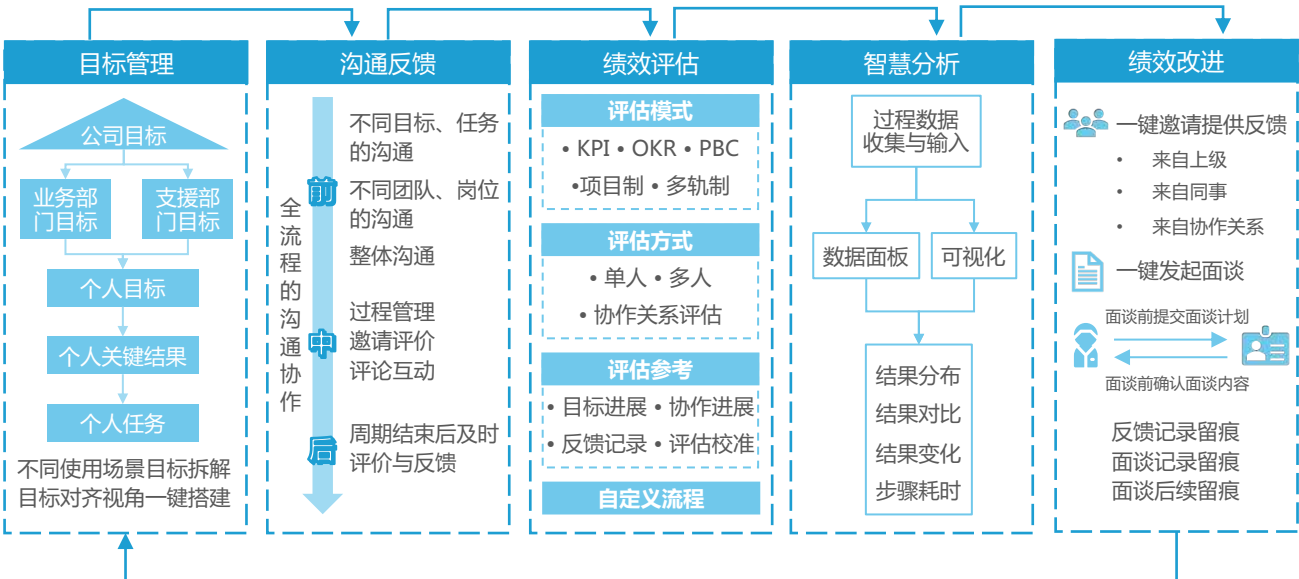 目标管理
公司目标
业务部
门目标
支援部
门目标
个人目标
个人关键结果
个人任务
不同使用场景目标拆解
目标对齐视角一键搭建
沟通反馈
全流程的沟通协作
前
不同目标、任务
的沟通
不同团队、岗位
的沟通
整体沟通
中
过程管理
邀请评价
评论互动
后
周期结束后及时
评价与反馈
绩效评估
评估模式
• KPI • OKR • PBC
•项目制 • 多轨制
评估方式
• 单人 • 多人
• 协作关系评估
评估参考
• 目标进展 • 协作进展
• 反馈记录 • 评估校准
自定义流程
智慧分析
过程数据
收集与输入
数据面板
可视化
结果分布
结果对比
结果变化
步骤耗时
绩效改进
一键邀请提供反馈
• 来自上级
• 来自同事
• 来自协作关系
一键发起面谈
面谈前提交面谈计划
面谈前确认面谈内容
反馈记录留痕
面谈记录留痕
面谈后续留痕